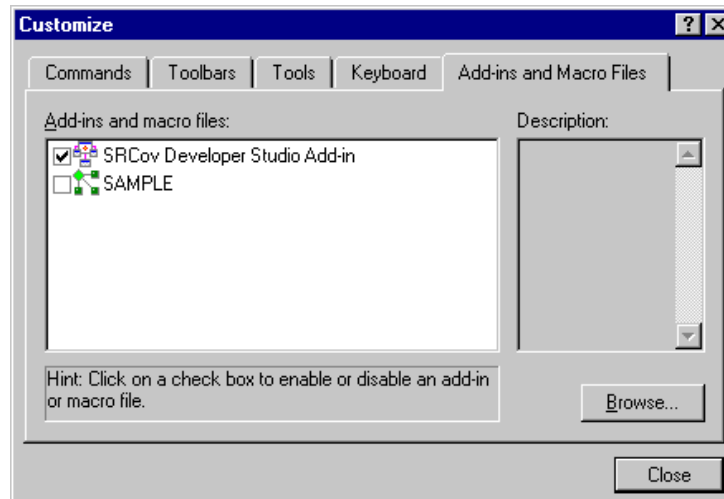 Customize
Commands Toolbars Tools Keyboard Add-ins and Macro Files
Add-ins and macro files: Description:
SRCov Developer Studio Add-in
SAMPLE
Hint: Click on a check box to enable or disable an add-in
or macro file.
Browse...
Close